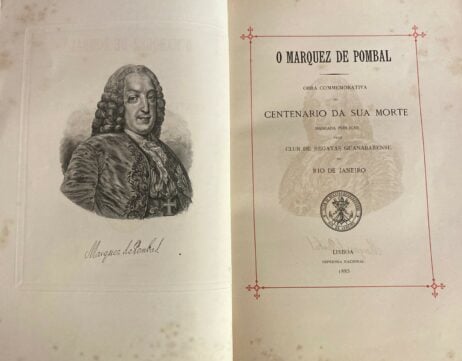 Marquez de Pombal
O MARQUEZ DE POMBAL
OBRA COMMEMORATIVA
DO
CENTENARIO DA SUA MORTE
MANDADA PUBLICAR
PELO
CLUB DE REGATAS GUANABARENSE
DO
RIO DE JANEIRO
LISBOA
IMPRENSA NACIONAL
1885